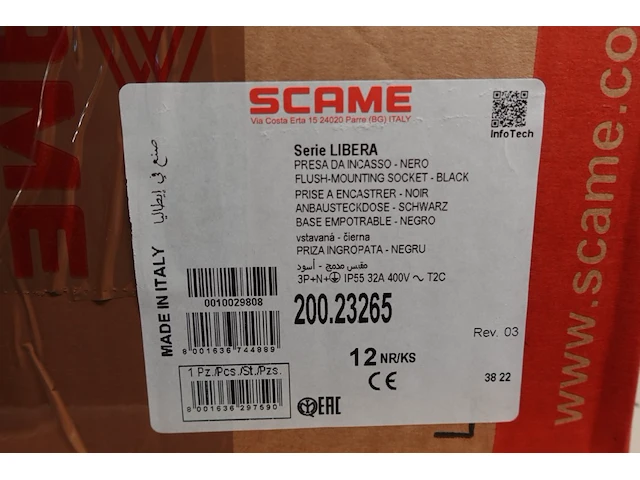 SCAME
Via Costa Erta 15 24020 Parre (BG) ITALY
InfoTech
Serie LIBERA
PRESA DA INCASSO - NERO
FLUSH-MOUNTING SOCKET - BLACK
PRISE A ENCASTRER - NOIR
ANBAUSTECKDOSE - SCHWARZ
BASE EMPOTRABLE - NEGRO
vstavaná - čierna
PRIZA INGROPATA - NEGRU
مقبس مدمج - أسود
3P+N+⏚ IP55 32A 400V ~ T2C
200.23265
MADE IN ITALY
صنع في إيطاليا
0010029808
8 001636 744989
1 Pz./Pcs./St./Pzs.
8 001636 297590
12 NR/KS
CE
EAC
Rev. 03
38 22
www.scame.
AME